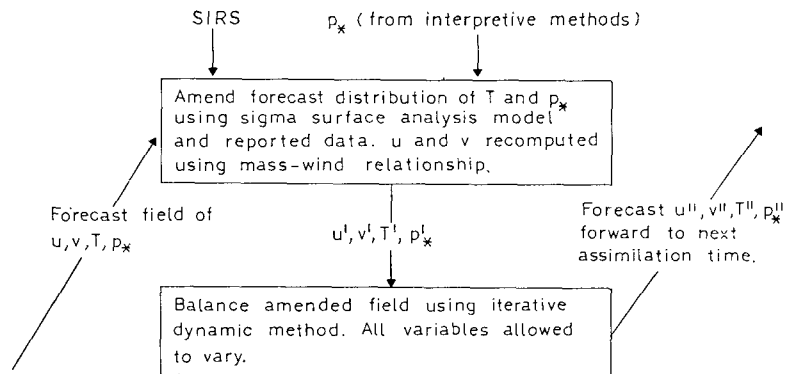 SIRS
p* (from interpretive methods)
Amend forecast distribution of T and p*
using sigma surface analysis model
and reported data. u and v recomputed
using mass-wind relationship.
Forecast field of
u,v,T,p*
u',v',T',p'*
Forecast u",v",T",p"*
forward to next
assimilation time.
Balance amended field using iterative
dynamic method. All variables allowed
to vary.